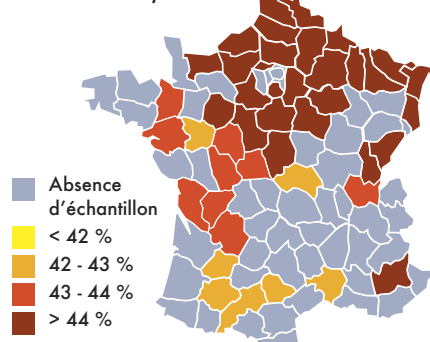 Absence
d'échantillon
< 42 %
42 - 43 %
43 - 44 %
> 44 %